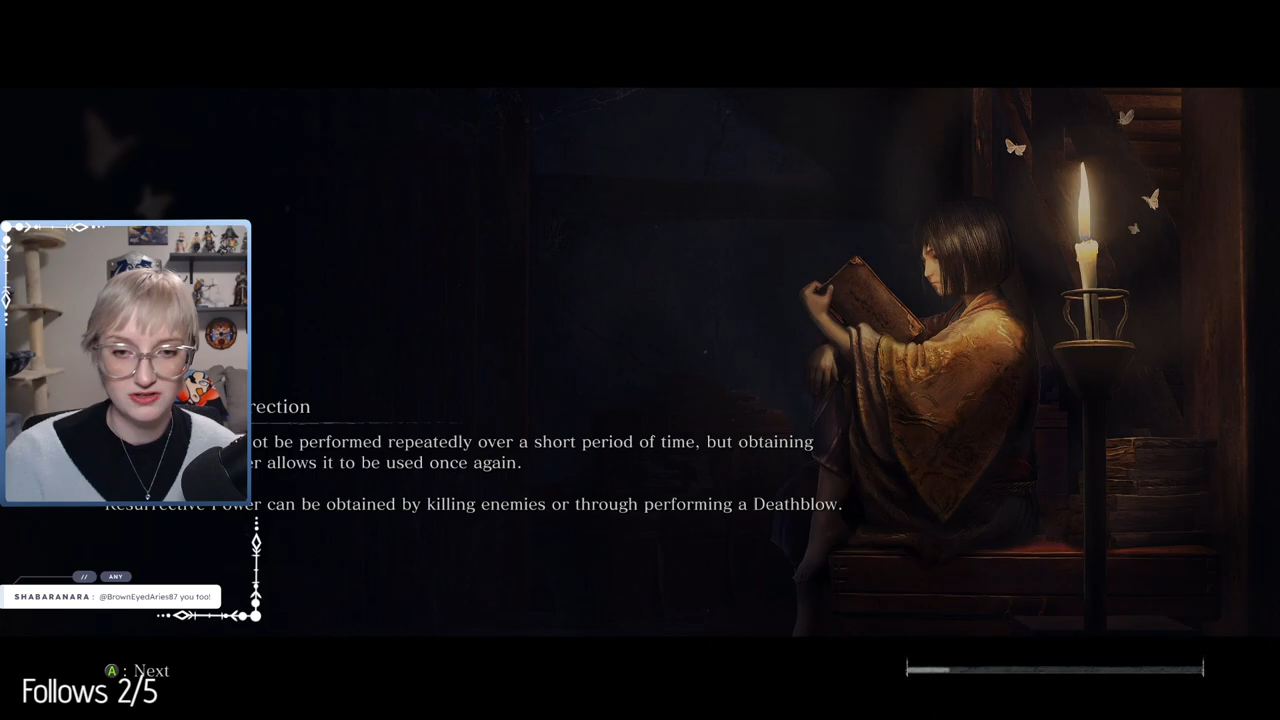 rection
ot be performed repeatedly over a short period of time, but obtaining
er allows it to be used once again.
Resurrective Power can be obtained by killing enemies or through performing a Deathblow.
// ANY
SHABARANARA : @BrownEyedAries87 you too!
A : Next
Follows 2/5